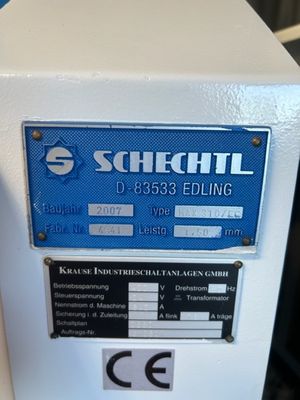 S SCHECHTL
D-83533 EDLING
Baujahr 2007 Type
Fabr. Nr. Leistg. mm
KRAUSE INDUSTRIESCHALTANLAGEN GMBH
Betriebsspannung V Drehstrom Hz
Steuerspannung V Transformator
Nennstrom d. Maschine A
Sicherung i. d. Zuleitung A flink A träge
Schaltplan
Auftrags-Nr.
CE